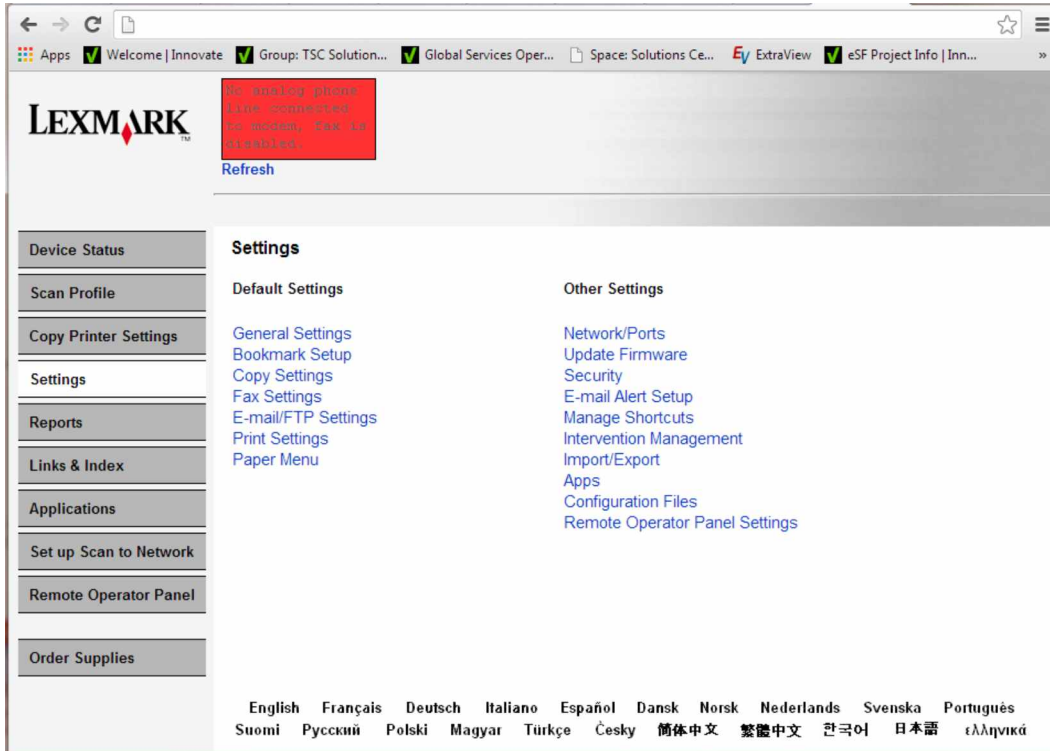 Apps Welcome | Innovate Group: TSC Solution... Global Services Oper... Space: Solutions Ce... Ev ExtraView eSF Project Info | Inn... »
LEXMARK™
No analog phone
line connected
to modem, fax is
disabled.
Refresh
Device Status
Scan Profile
Copy Printer Settings
Settings
Reports
Links & Index
Applications
Set up Scan to Network
Remote Operator Panel
Order Supplies
Settings
Default Settings
General Settings
Bookmark Setup
Copy Settings
Fax Settings
E-mail/FTP Settings
Print Settings
Paper Menu
Other Settings
Network/Ports
Update Firmware
Security
E-mail Alert Setup
Manage Shortcuts
Intervention Management
Import/Export
Apps
Configuration Files
Remote Operator Panel Settings
English Français Deutsch Italiano Español Dansk Norsk Nederlands Svenska Português
Suomi Русский Polski Magyar Türkçe Česky 简体中文 繁體中文 한국어 日本語 ελληνικά